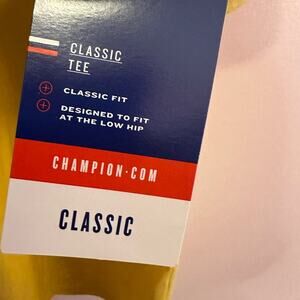 CLASSIC
TEE
CLASSIC FIT
DESIGNED TO FIT
AT THE LOW HIP
CHAMPION.COM
CLASSIC